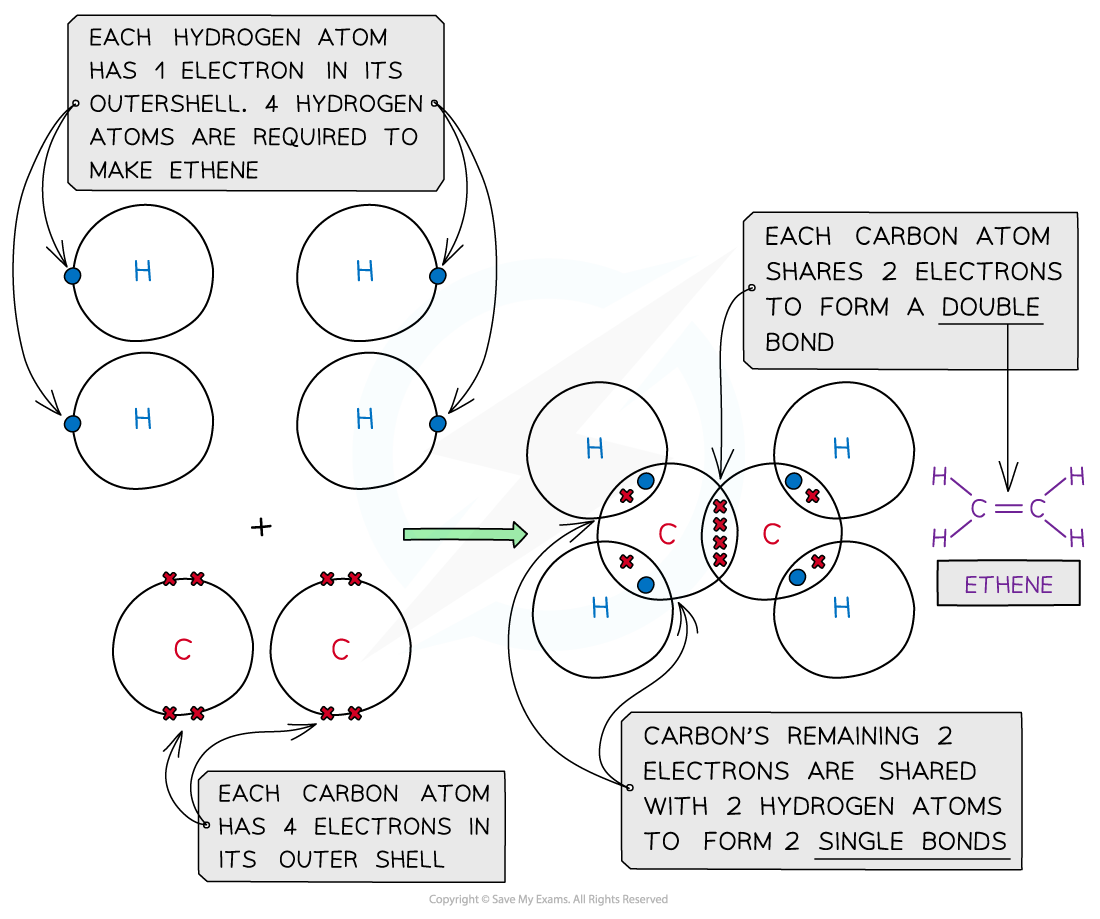 EACH HYDROGEN ATOM
HAS 1 ELECTRON IN ITS
OUTERSHELL. 4 HYDROGEN
ATOMS ARE REQUIRED TO
MAKE ETHENE
H H
H H
+
C C
EACH CARBON ATOM
HAS 4 ELECTRONS IN
ITS OUTER SHELL
EACH CARBON ATOM
SHARES 2 ELECTRONS
TO FORM A DOUBLE
BOND
H H
C C
H H
H H
C=C
H H
ETHENE
CARBON'S REMAINING 2
ELECTRONS ARE SHARED
WITH 2 HYDROGEN ATOMS
TO FORM 2 SINGLE BONDS
Copyright © Save My Exams. All Rights Reserved